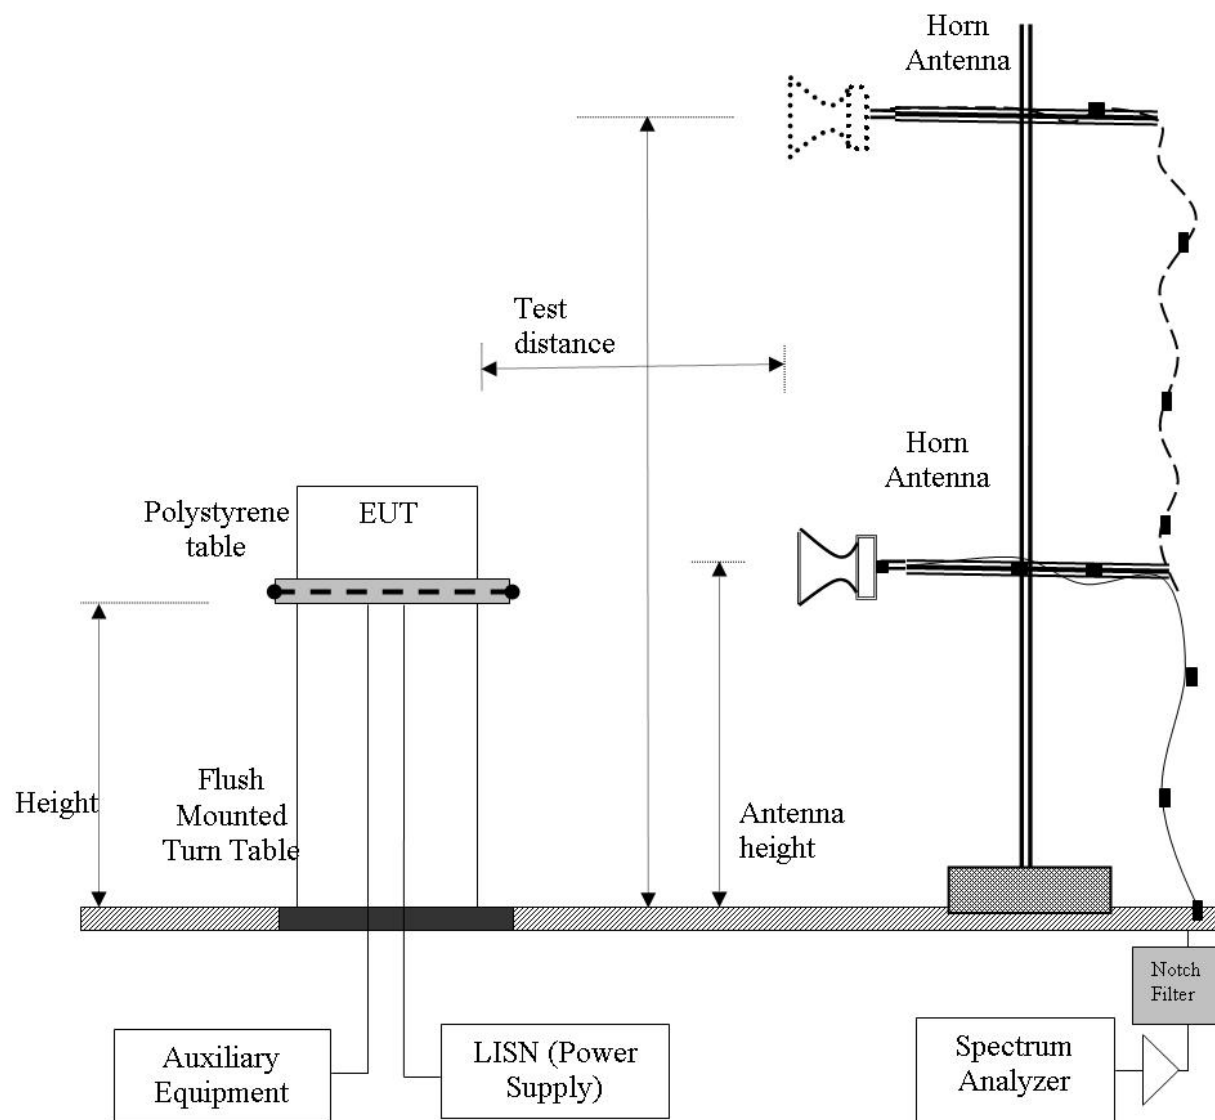 Horn
Antenna
Test
distance
Horn
Antenna
Polystyrene
table
EUT
Height
Flush
Mounted
Turn Table
Antenna
height
Notch
Filter
Auxiliary
Equipment
LISN (Power
Supply)
Spectrum
Analyzer